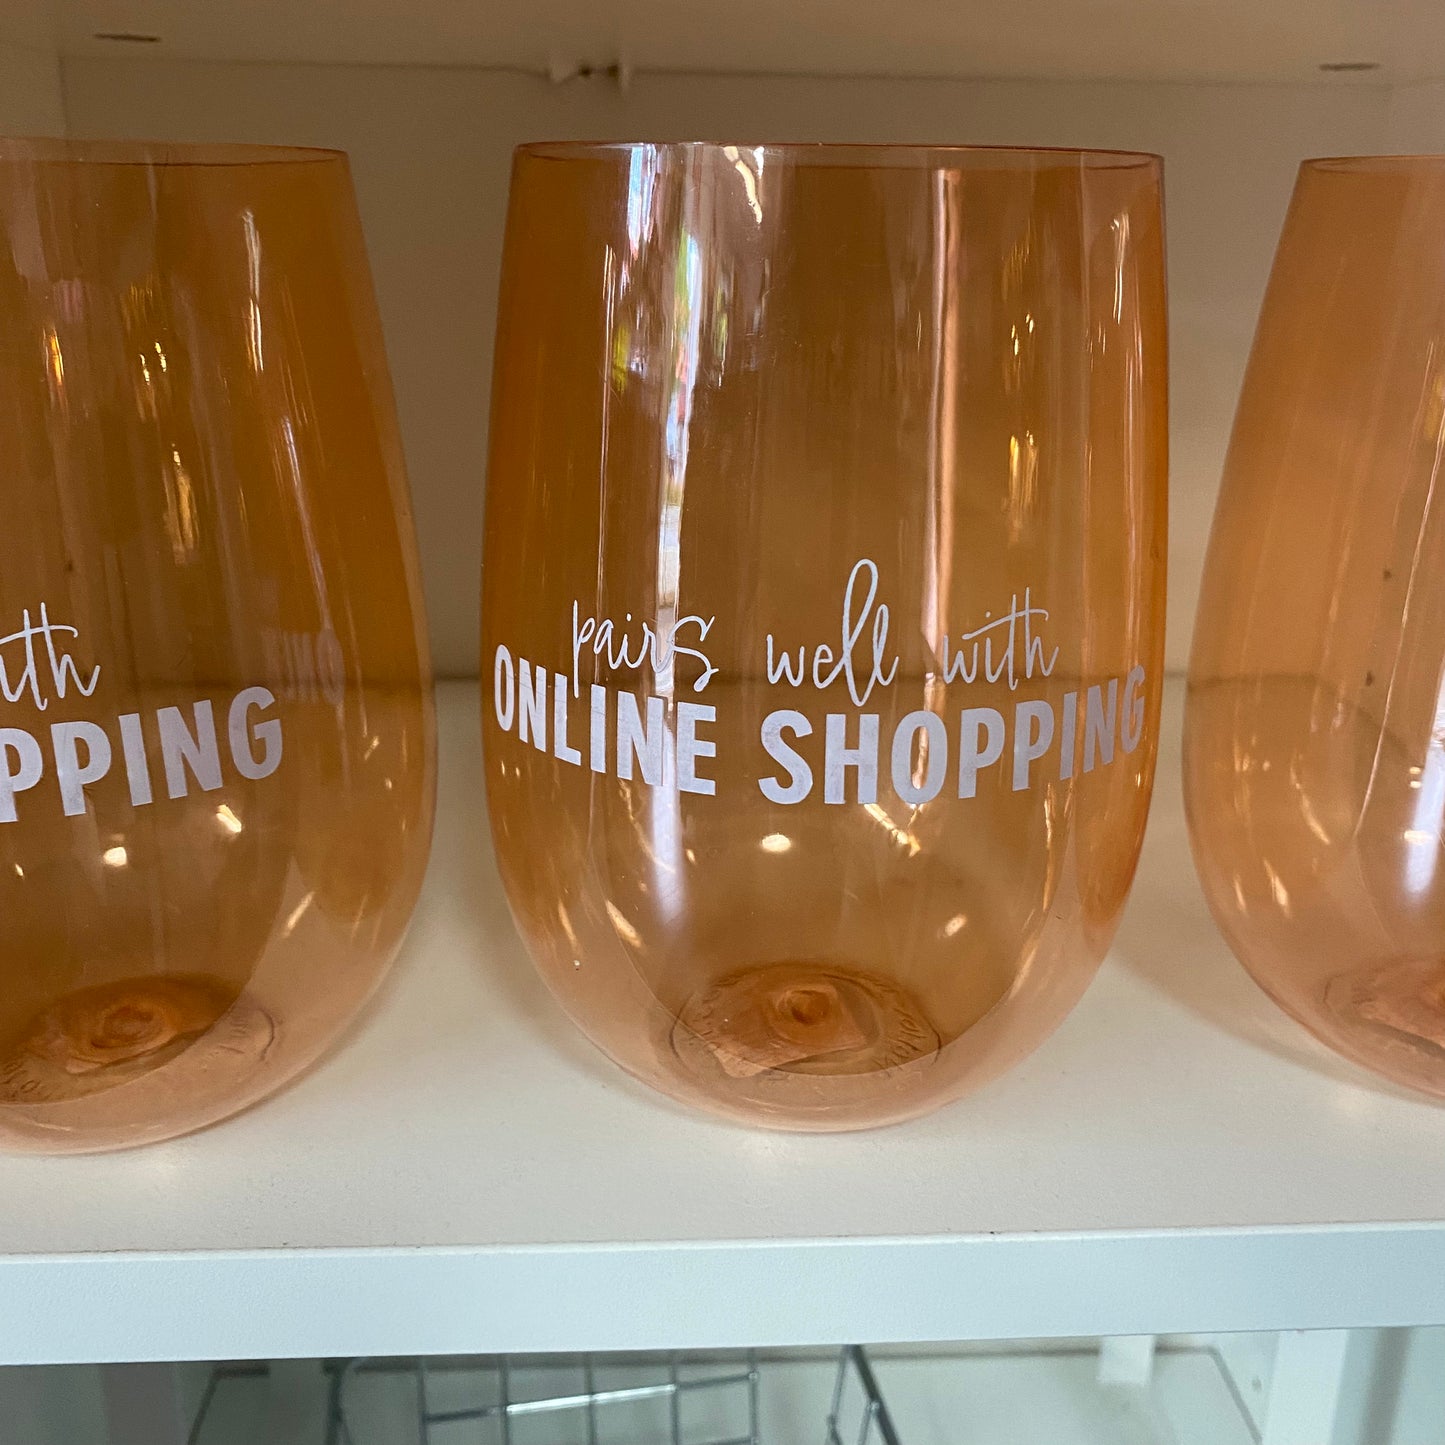 pairs well with
ONLINE SHOPPING
ith
PPING